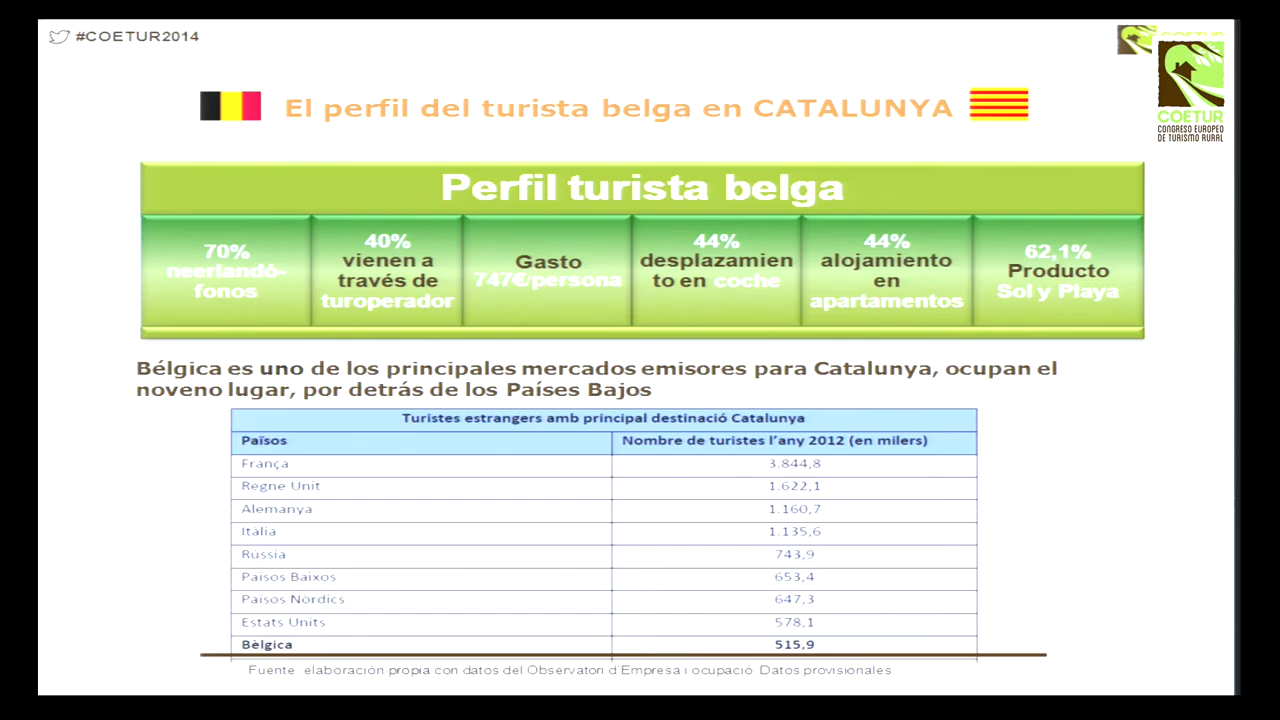 #COETUR2014
COETUR
CONGRESO EUROPEO
DE TURISMO RURAL
El perfil del turista belga en CATALUNYA
Perfil turista belga
70%
neerlandó-
fonos
40%
vienen a
través de
turoperador
Gasto
747€/persona
44%
desplazamien
to en coche
44%
alojamiento
en
apartamentos
62,1%
Producto
Sol y Playa
Bélgica es uno de los principales mercados emisores para Catalunya, ocupan el
noveno lugar, por detrás de los Países Bajos
Turistes estrangers amb principal destinació Catalunya
Països Nombre de turistes l'any 2012 (en milers)
França 3.844,8
Regne Unit 1.622,1
Alemanya 1.160,7
Itàlia 1.135,6
Rússia 743,9
Països Baixos 653,4
Països Nòrdics 647,3
Estats Units 578,1
Bèlgica 515,9
Fuente elaboración propia con datos del Observatori d'Empresa i ocupació Datos provisionales